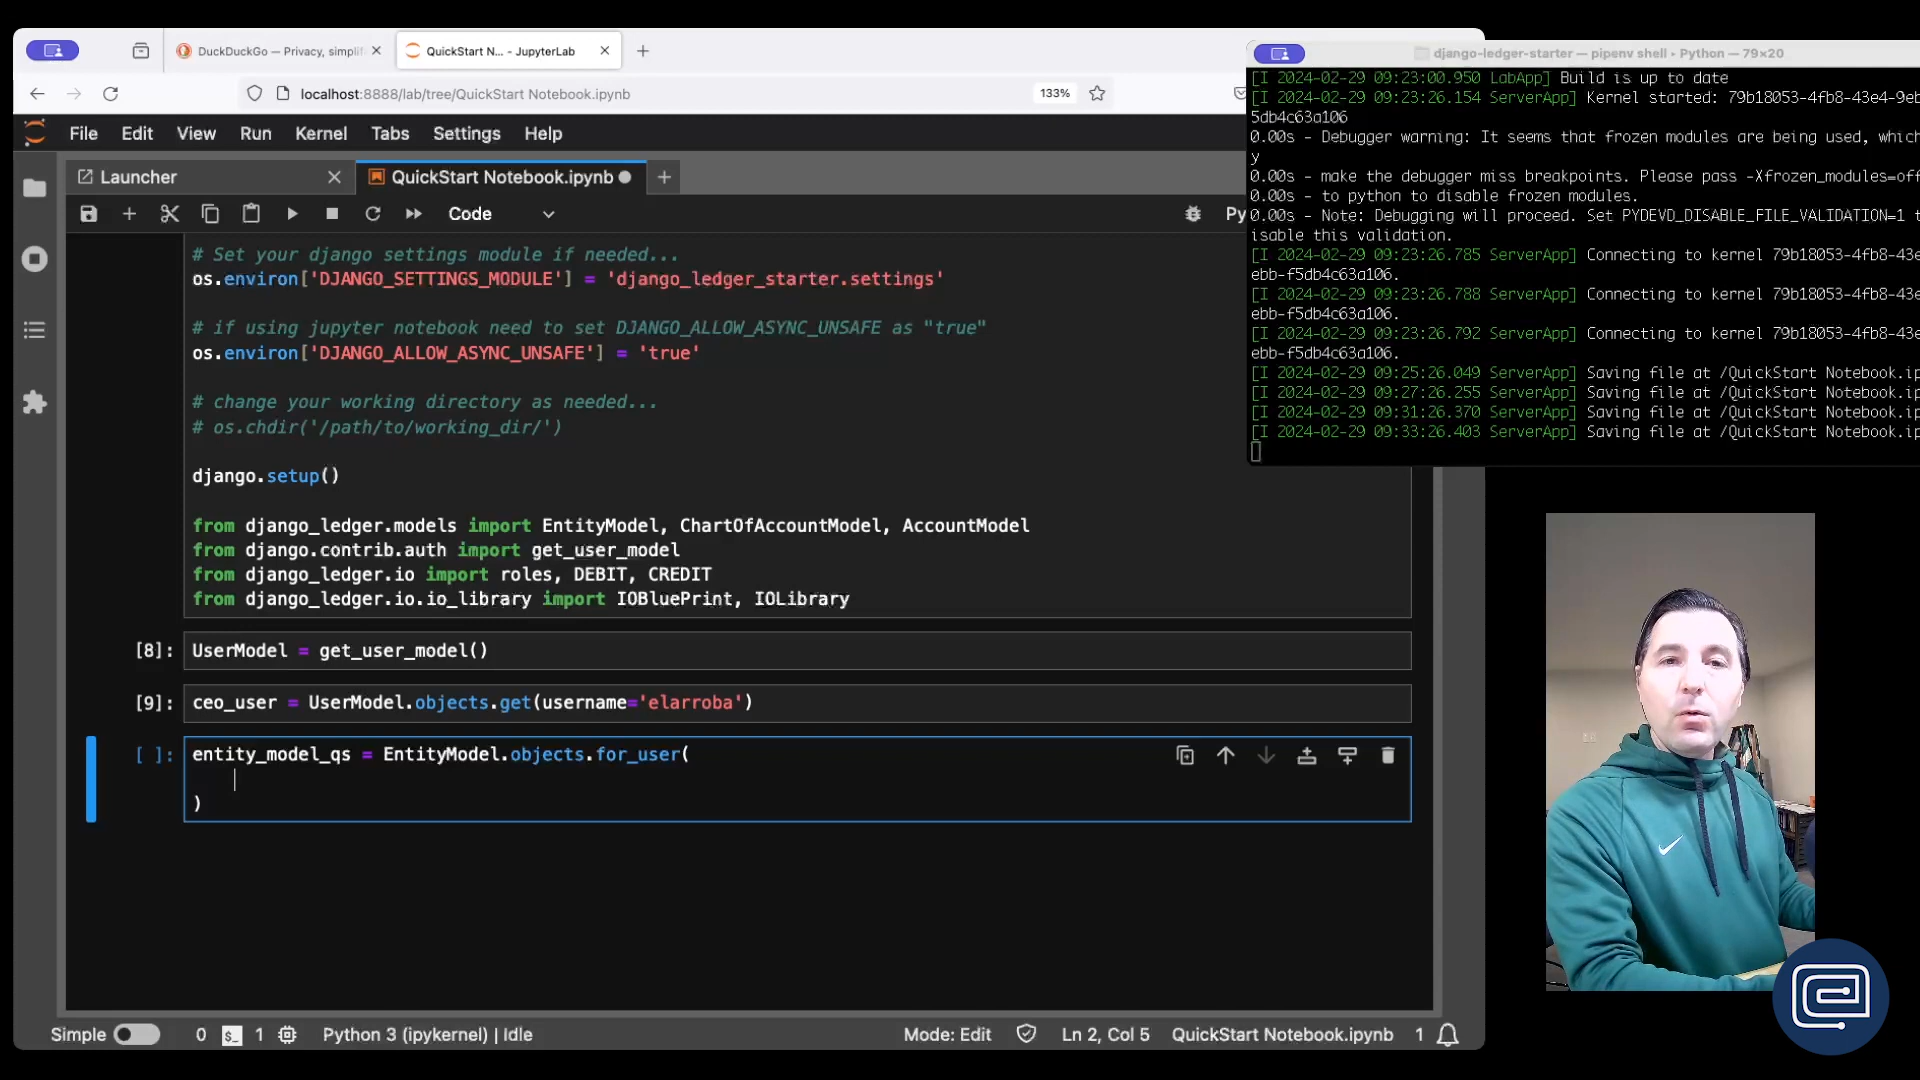 DuckDuckGo — Privacy, simplifi
QuickStart N... - JupyterLab
localhost:8888/lab/tree/QuickStart Notebook.ipynb
133%
File Edit View Run Kernel Tabs Settings Help
Launcher
QuickStart Notebook.ipynb
Code
Py
# Set your django settings module if needed...
os.environ['DJANGO_SETTINGS_MODULE'] = 'django_ledger_starter.settings'
# if using jupyter notebook need to set DJANGO_ALLOW_ASYNC_UNSAFE as "true"
os.environ['DJANGO_ALLOW_ASYNC_UNSAFE'] = 'true'
# change your working directory as needed...
# os.chdir('/path/to/working_dir/')
django.setup()
from django_ledger.models import EntityModel, ChartOfAccountModel, AccountModel
from django.contrib.auth import get_user_model
from django_ledger.io import roles, DEBIT, CREDIT
from django_ledger.io.io_library import IOBluePrint, IOLibrary
[8]: UserModel = get_user_model()
[9]: ceo_user = UserModel.objects.get(username='elarroba')
[ ]: entity_model_qs = EntityModel.objects.for_user(
)
Simple 0 1 Python 3 (ipykernel) | Idle Mode: Edit Ln 2, Col 5 QuickStart Notebook.ipynb 1
django-ledger-starter — pipenv shell • Python — 79×20
[I 2024-02-29 09:23:00.950 LabApp] Build is up to date
[I 2024-02-29 09:23:26.154 ServerApp] Kernel started: 79b18053-4fb8-43e4-9eb
5db4c63a106
0.00s - Debugger warning: It seems that frozen modules are being used, which
y
0.00s - make the debugger miss breakpoints. Please pass -Xfrozen_modules=off
0.00s - to python to disable frozen modules.
0.00s - Note: Debugging will proceed. Set PYDEVD_DISABLE_FILE_VALIDATION=1 t
isable this validation.
[I 2024-02-29 09:23:26.785 ServerApp] Connecting to kernel 79b18053-4fb8-43e
ebb-f5db4c63a106.
[I 2024-02-29 09:23:26.788 ServerApp] Connecting to kernel 79b18053-4fb8-43e
ebb-f5db4c63a106.
[I 2024-02-29 09:23:26.792 ServerApp] Connecting to kernel 79b18053-4fb8-43e
ebb-f5db4c63a106.
[I 2024-02-29 09:25:26.049 ServerApp] Saving file at /QuickStart Notebook.ip
[I 2024-02-29 09:27:26.255 ServerApp] Saving file at /QuickStart Notebook.ip
[I 2024-02-29 09:31:26.370 ServerApp] Saving file at /QuickStart Notebook.ip
[I 2024-02-29 09:33:26.403 ServerApp] Saving file at /QuickStart Notebook.ip